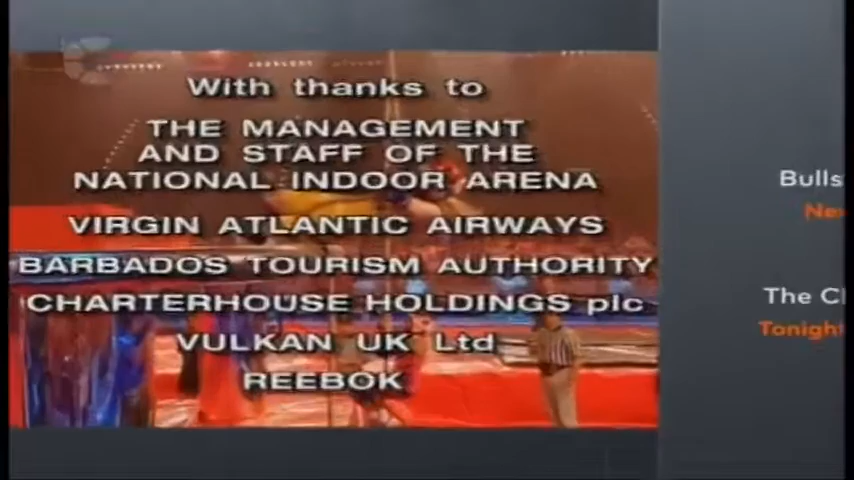 With thanks to
THE MANAGEMENT
AND STAFF OF THE
NATIONAL INDOOR ARENA
VIRGIN ATLANTIC AIRWAYS
BARBADOS TOURISM AUTHORITY
CHARTERHOUSE HOLDINGS plc
VULKAN UK Ltd
REEBOK
Bulls
The
Tonight